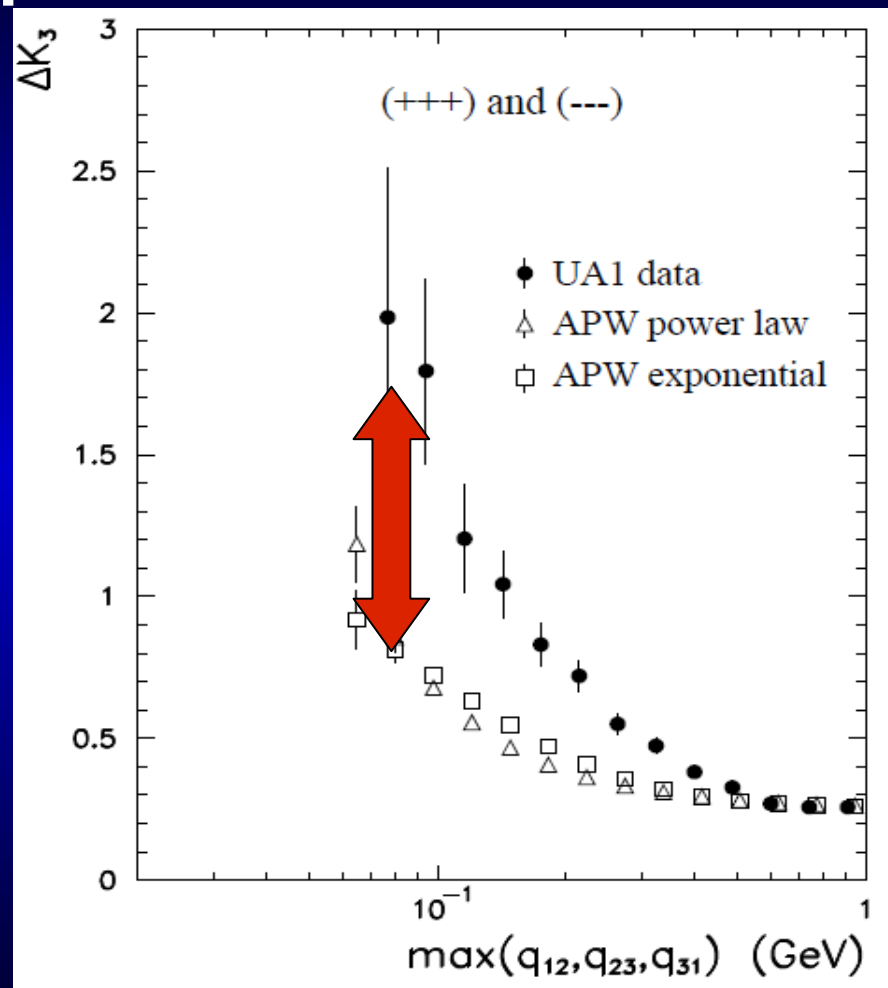 ΔK₃
3
(+++) and (---)
2.5
UA1 data
2
APW power law
APW exponential
1.5
1
0.5
0
10⁻¹
1
max(q₁₂,q₂₃,q₃₁) (GeV)